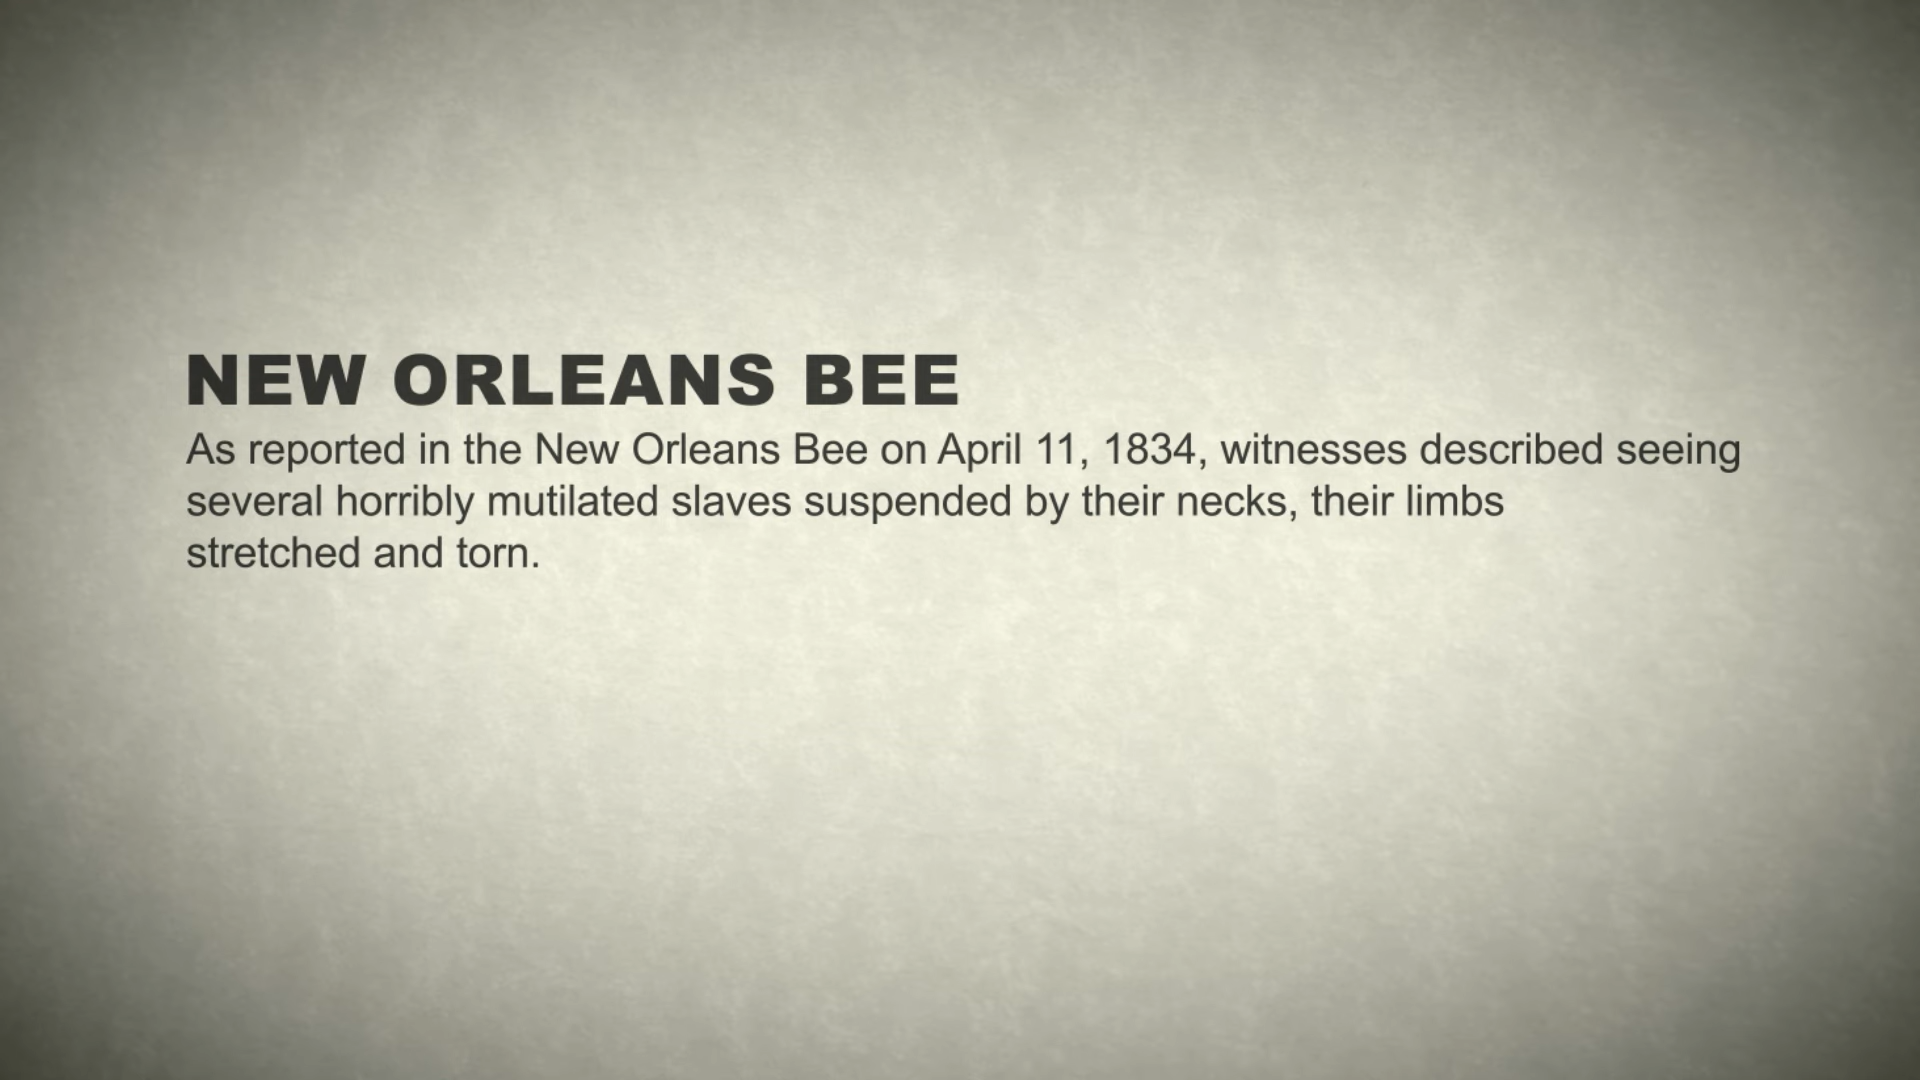 NEW ORLEANS BEE
As reported in the New Orleans Bee on April 11, 1834, witnesses described seeing
several horribly mutilated slaves suspended by their necks, their limbs
stretched and torn.